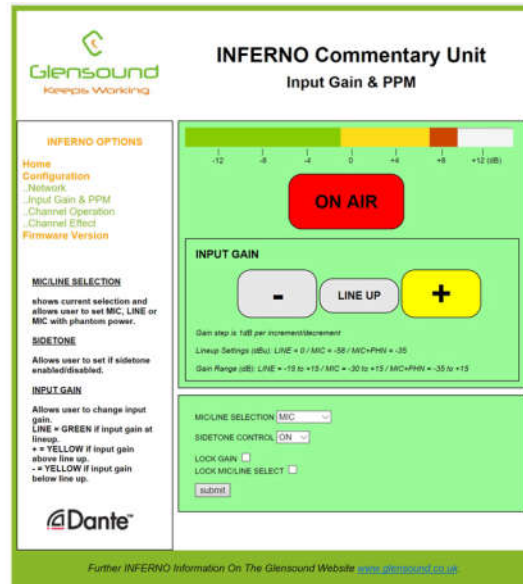 Glensound
Keeps Working
INFERNO Commentary Unit
Input Gain & PPM
INFERNO OPTIONS
Home
Configuration
..Network
..Input Gain & PPM
..Channel Operation
..Channel Effect
Firmware Version
MIC/LINE SELECTION
shows current selection and
allows user to set MIC, LINE or
MIC with phantom power.
SIDETONE
Allows user to set if sidetone
enabled/disabled.
INPUT GAIN
Allows user to change input
gain.
LINE = GREEN if input gain at
lineup.
+ = YELLOW if input gain
above line up.
- = YELLOW if input gain
below line up.
Dante™
-12 -8 -4 0 +4 +8 +12 (dB)
ON AIR
INPUT GAIN
- LINE UP +
Gain step is 1dB per increment/decrement
Lineup Settings (dBu): LINE = 0 / MIC = -58 / MIC+PHN = -35
Gain Range (dB): LINE = -15 to +15 / MIC = -30 to +15 / MIC+PHN = -35 to +15
MIC/LINE SELECTION MIC
SIDETONE CONTROL ON
LOCK GAIN
LOCK MIC/LINE SELECT
submit
Further INFERNO Information On The Glensound Website www.glensound.co.uk.